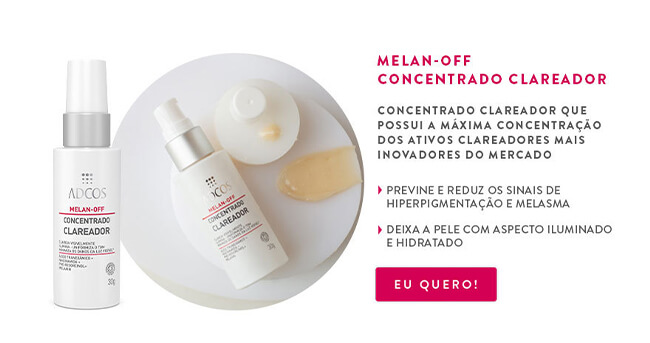 MELAN-OFF
CONCENTRADO CLAREADOR
CONCENTRADO CLAREADOR QUE
POSSUI A MÁXIMA CONCENTRAÇÃO
DOS ATIVOS CLAREADORES MAIS
INOVADORES DO MERCADO
PREVINE E REDUZ OS SINAIS DE
HIPERPIGMENTAÇÃO E MELASMA
DEIXA A PELE COM ASPECTO ILUMINADO
E HIDRATADO
EU QUERO!
ADCOS
MELAN-OFF
CONCENTRADO
CLAREADOR
30g
ADCOS
MELAN-OFF
CONCENTRADO
CLAREADOR
30g